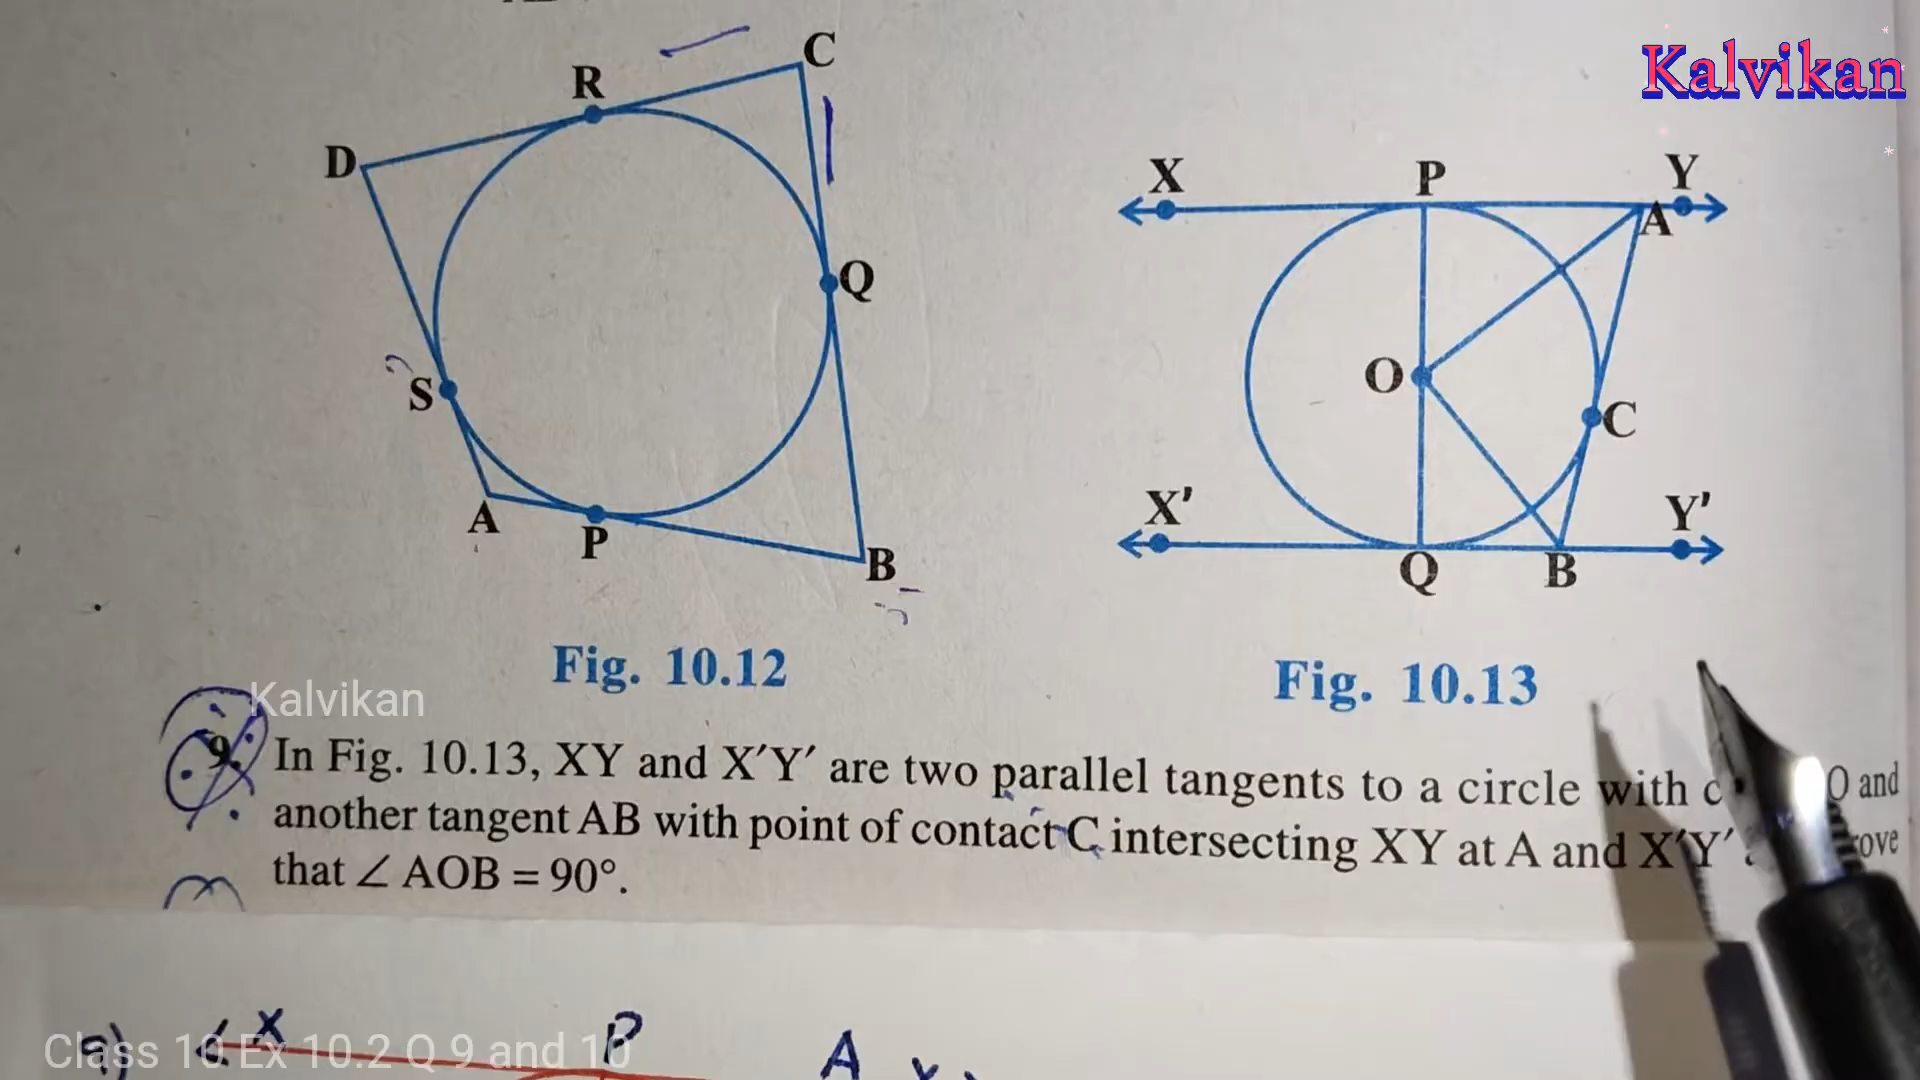 Kalvikan
C
R
D
Q
S
A
P
B
Fig. 10.12
X
P
Y
A
O
C
X′
Y′
Q
B
Fig. 10.13
Kalvikan
9. In Fig. 10.13, XY and X′Y′ are two parallel tangents to a circle with O and
another tangent AB with point of contact C intersecting XY at A and X′Y′
that ∠ AOB = 90°.
9) X P A
Class 10 Ex 10.2 Q 9 and 10